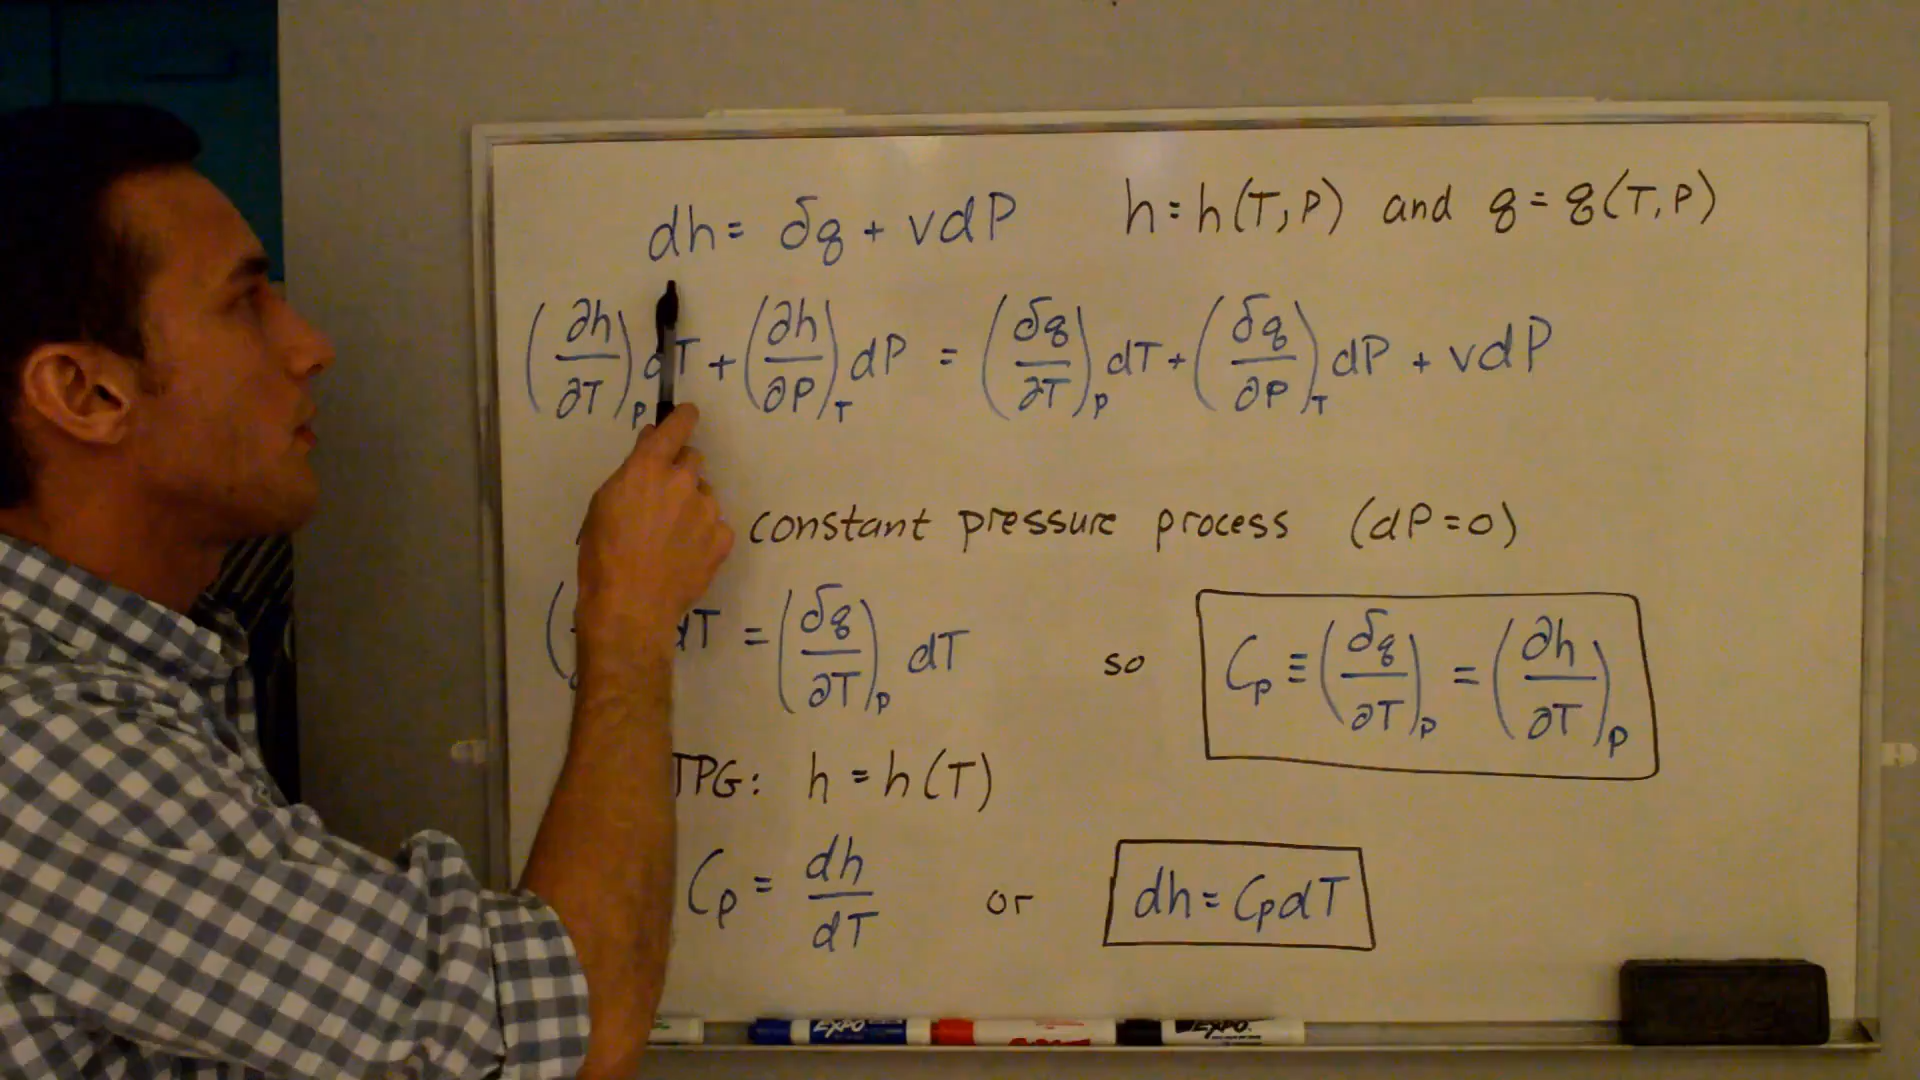 dh = δq + vdP h = h(T,P) and q = q(T,P)
(∂h/∂T)_P dT + (∂h/∂P)_T dP = (δq/∂T)_P dT + (δq/∂P)_T dP + vdP
constant pressure process (dP=0)
dT = (δq/∂T)_P dT so C_P ≡ (δq/∂T)_P = (∂h/∂T)_P
TPG: h = h(T)
C_P = dh/dT or dh = C_P dT
EXPO EXPO